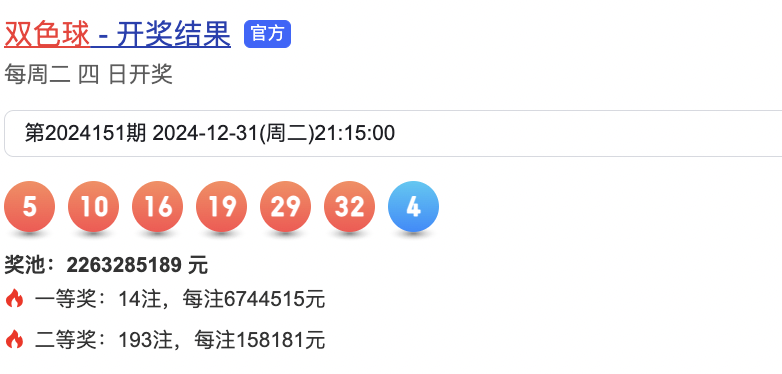 双色球 - 开奖结果 官方
每周二 四 日开奖
第2024151期 2024-12-31(周二)21:15:00
5 10 16 19 29 32 4
奖池：2263285189 元
一等奖：14注，每注6744515元
二等奖：193注，每注158181元